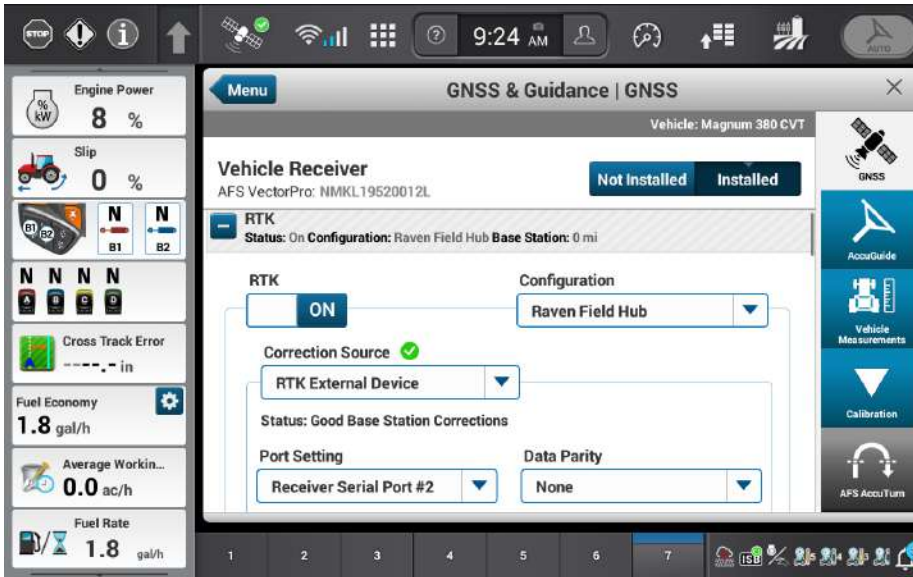 STOP
9:24 AM
AUTO
Engine Power
% kW
8 %
Slip
0 %
B1 B2
N N
B1 B2
N N N N
A B C D
Cross Track Error
----.- in
Fuel Economy
1.8 gal/h
Average Workin...
0.0 ac/h
Fuel Rate
1.8 gal/h
Menu
GNSS & Guidance | GNSS
Vehicle: Magnum 380 CVT
Vehicle Receiver
AFS VectorPro: NMKL19520012L
Not Installed
Installed
RTK
Status: On Configuration: Raven Field Hub Base Station: 0 mi
RTK
Configuration
ON
Raven Field Hub
Correction Source
RTK External Device
Status: Good Base Station Corrections
Port Setting
Data Parity
Receiver Serial Port #2
None
GNSS
AccuGuide
Vehicle
Measurements
Calibration
AFS AccuTurn
1 2 3 4 5 6 7
ISB